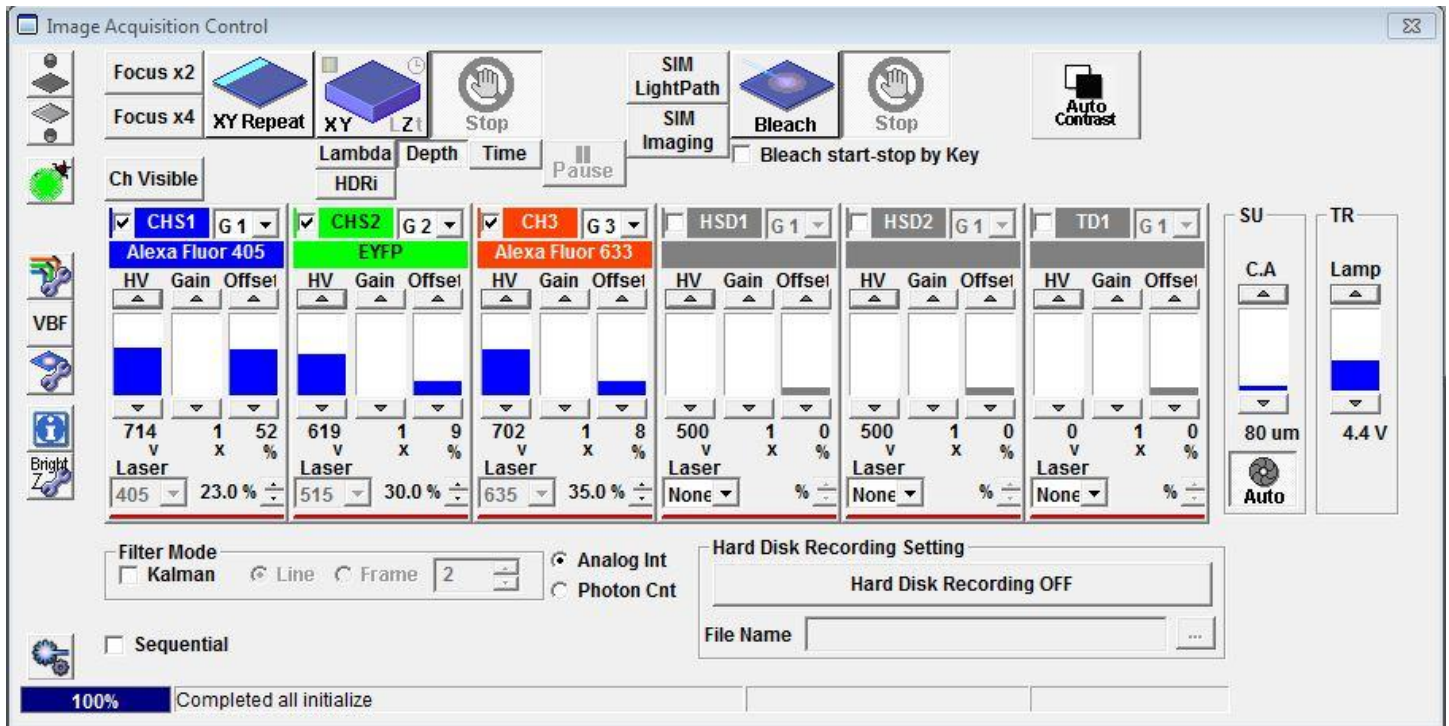 Image Acquisition Control
Focus x2
Focus x4
XY Repeat
XY LZt
Stop
SIM
LightPath
SIM
Imaging
Bleach
Stop
Auto
Contrast
Lambda Depth Time
Pause
HDRi
Bleach start-stop by Key
Ch Visible
CHS1 G 1 CHS2 G 2 CH3 G 3 HSD1 G 1 HSD2 G 1 TD1 G 1 SU TR
Alexa Fluor 405 EYFP Alexa Fluor 633
HV Gain Offset HV Gain Offset HV Gain Offset HV Gain Offset HV Gain Offset HV Gain Offset C.A Lamp
VBF
714 1 52 619 1 9 702 1 8 500 1 0 500 1 0 0 1 0 80 um 4.4 V
V X % V X % V X % V X % V X % V X %
Laser Laser Laser Laser Laser Laser
405 23.0 % 515 30.0 % 635 35.0 % None % None % None % Auto
Bright
Z
Filter Mode
Kalman Line Frame 2
Analog Int
Photon Cnt
Hard Disk Recording Setting
Hard Disk Recording OFF
File Name ...
Sequential
100% Completed all initialize